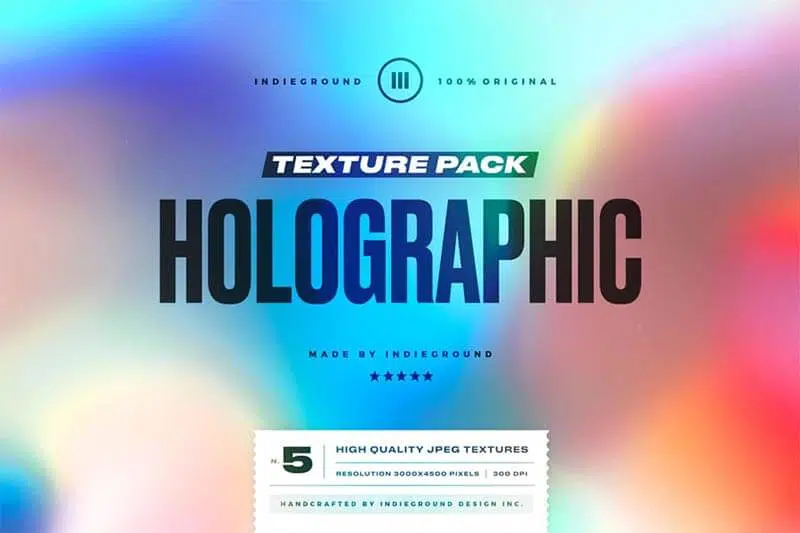 INDIEGROUND 100% ORIGINAL
TEXTURE PACK
HOLOGRAPHIC
MADE BY INDIEGROUND
★★★★★
N. 5 HIGH QUALITY JPEG TEXTURES
RESOLUTION 3000X4500 PIXELS | 300 DPI
HANDCRAFTED BY INDIEGROUND DESIGN INC.